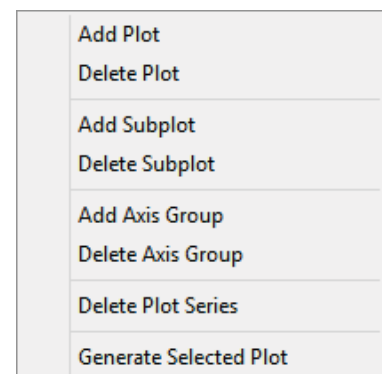 Add Plot
Delete Plot
Add Subplot
Delete Subplot
Add Axis Group
Delete Axis Group
Delete Plot Series
Generate Selected Plot